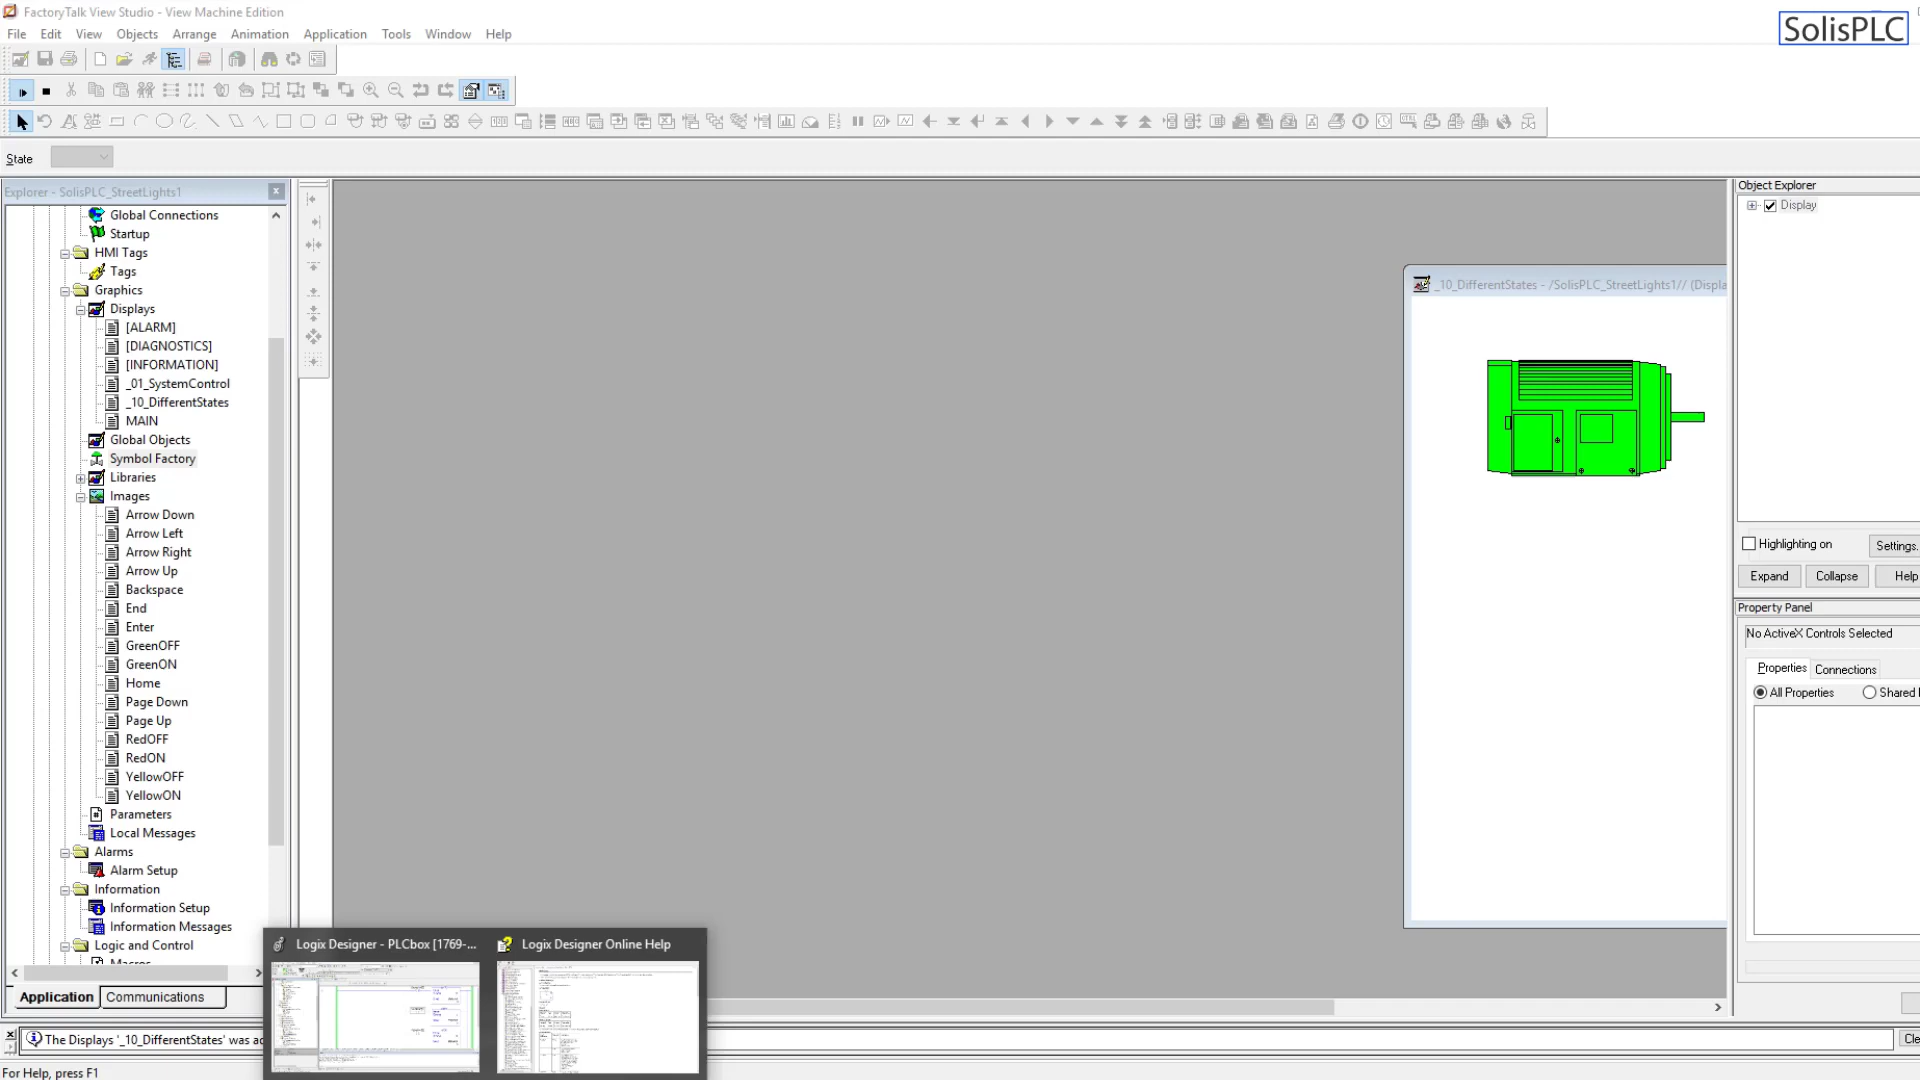 FactoryTalk View Studio - View Machine Edition
SolisPLC
File Edit View Objects Arrange Animation Application Tools Window Help
State
Explorer - SolisPLC_StreetLights1
Global Connections
Startup
HMI Tags
Tags
Graphics
Displays
[ALARM]
[DIAGNOSTICS]
[INFORMATION]
_01_SystemControl
_10_DifferentStates
MAIN
Global Objects
Symbol Factory
Libraries
Images
Arrow Down
Arrow Left
Arrow Right
Arrow Up
Backspace
End
Enter
GreenOFF
GreenON
Home
Page Down
Page Up
RedOFF
RedON
YellowOFF
YellowON
Parameters
Local Messages
Alarms
Alarm Setup
Information
Information Setup
Information Messages
Logic and Control
Macros
Application Communications
_10_DifferentStates - /SolisPLC_StreetLights1// (Displa
Object Explorer
Display
Highlighting on Settings.
Expand Collapse Help
Property Panel
No ActiveX Controls Selected
Properties Connections
All Properties Shared
Logix Designer - PLCbox [1769-...
Logix Designer Online Help
The Displays '_10_DifferentStates' was ad
Cle
For Help, press F1